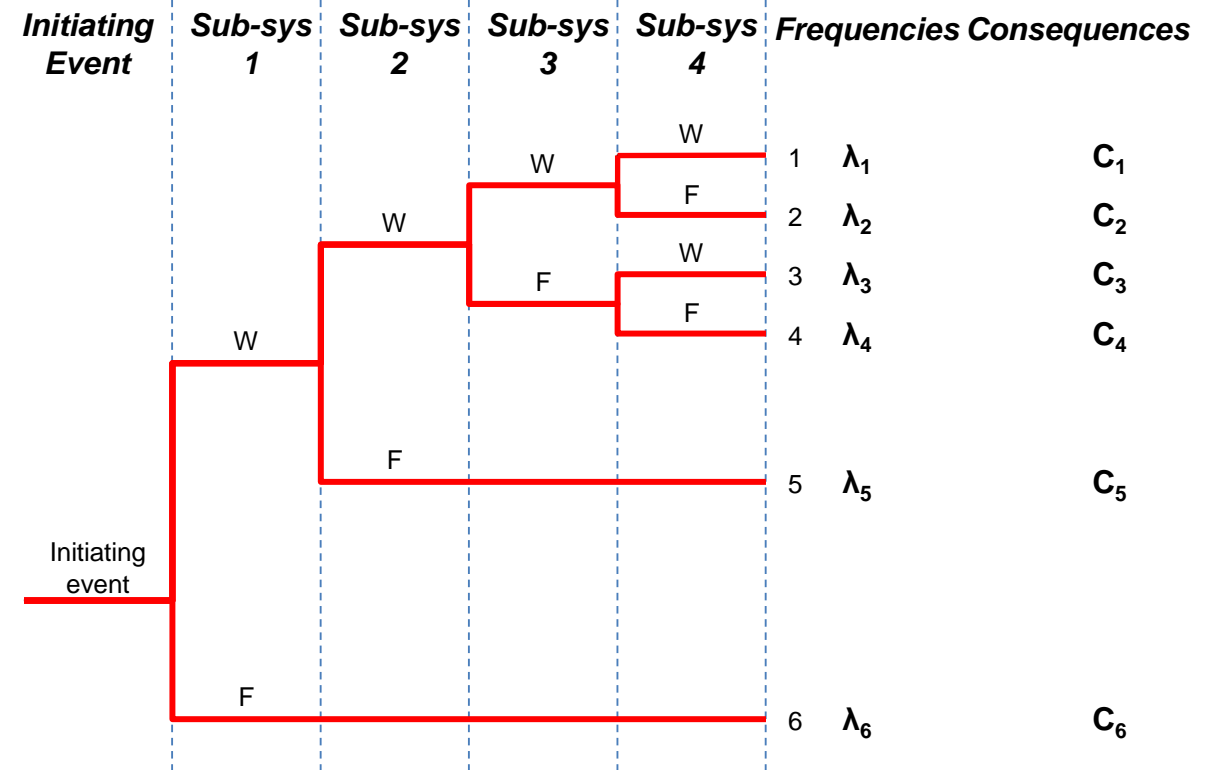 Initiating Event Sub-sys 1 Sub-sys 2 Sub-sys 3 Sub-sys 4 Frequencies Consequences
W
W 1 λ₁ C₁
F
W 2 λ₂ C₂
W
F 3 λ₃ C₃
F
W 4 λ₄ C₄
F
5 λ₅ C₅
Initiating
event
F
6 λ₆ C₆